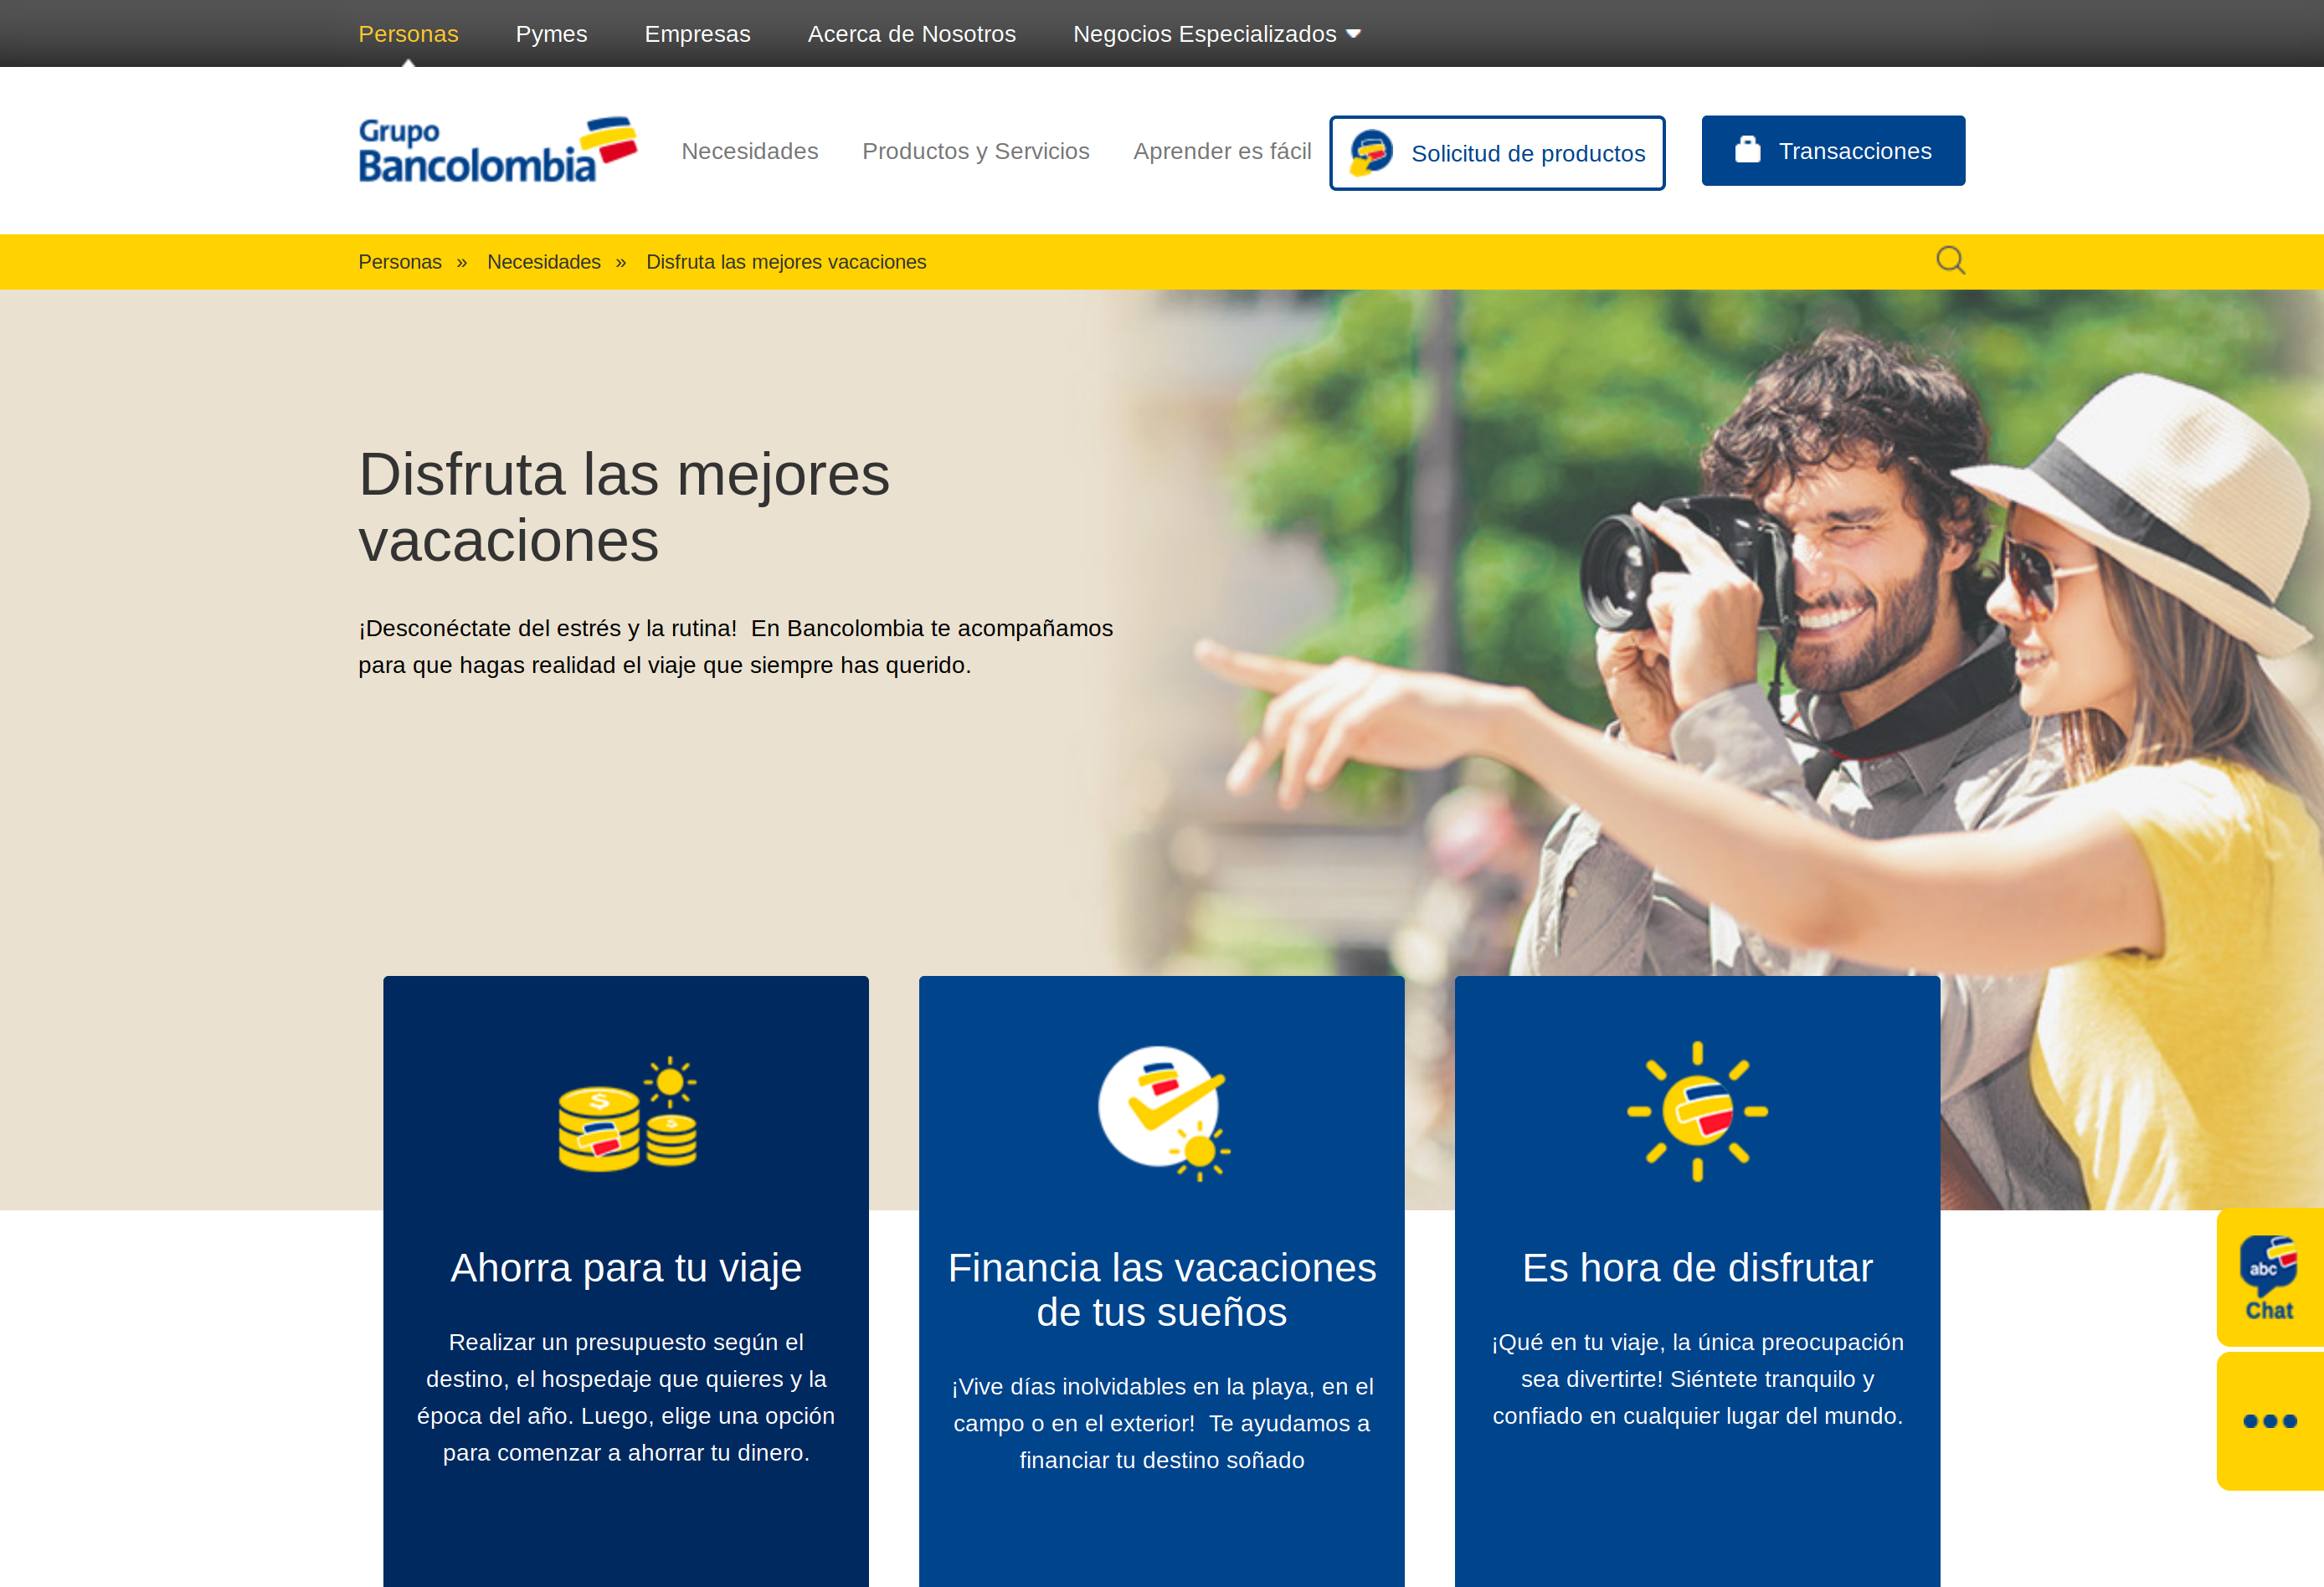 Personas Pymes Empresas Acerca de Nosotros Negocios Especializados
Grupo
Bancolombia
Necesidades Productos y Servicios Aprender es fácil Solicitud de productos Transacciones
Personas » Necesidades » Disfruta las mejores vacaciones
Disfruta las mejores
vacaciones
¡Desconéctate del estrés y la rutina!  En Bancolombia te acompañamos
para que hagas realidad el viaje que siempre has querido.
$
$
Ahorra para tu viaje
Realizar un presupuesto según el
destino, el hospedaje que quieres y la
época del año. Luego, elige una opción
para comenzar a ahorrar tu dinero.
Financia las vacaciones
de tus sueños
¡Vive días inolvidables en la playa, en el
campo o en el exterior!  Te ayudamos a
financiar tu destino soñado
Es hora de disfrutar
¡Qué en tu viaje, la única preocupación
sea divertirte! Siéntete tranquilo y
confiado en cualquier lugar del mundo.
abc
Chat